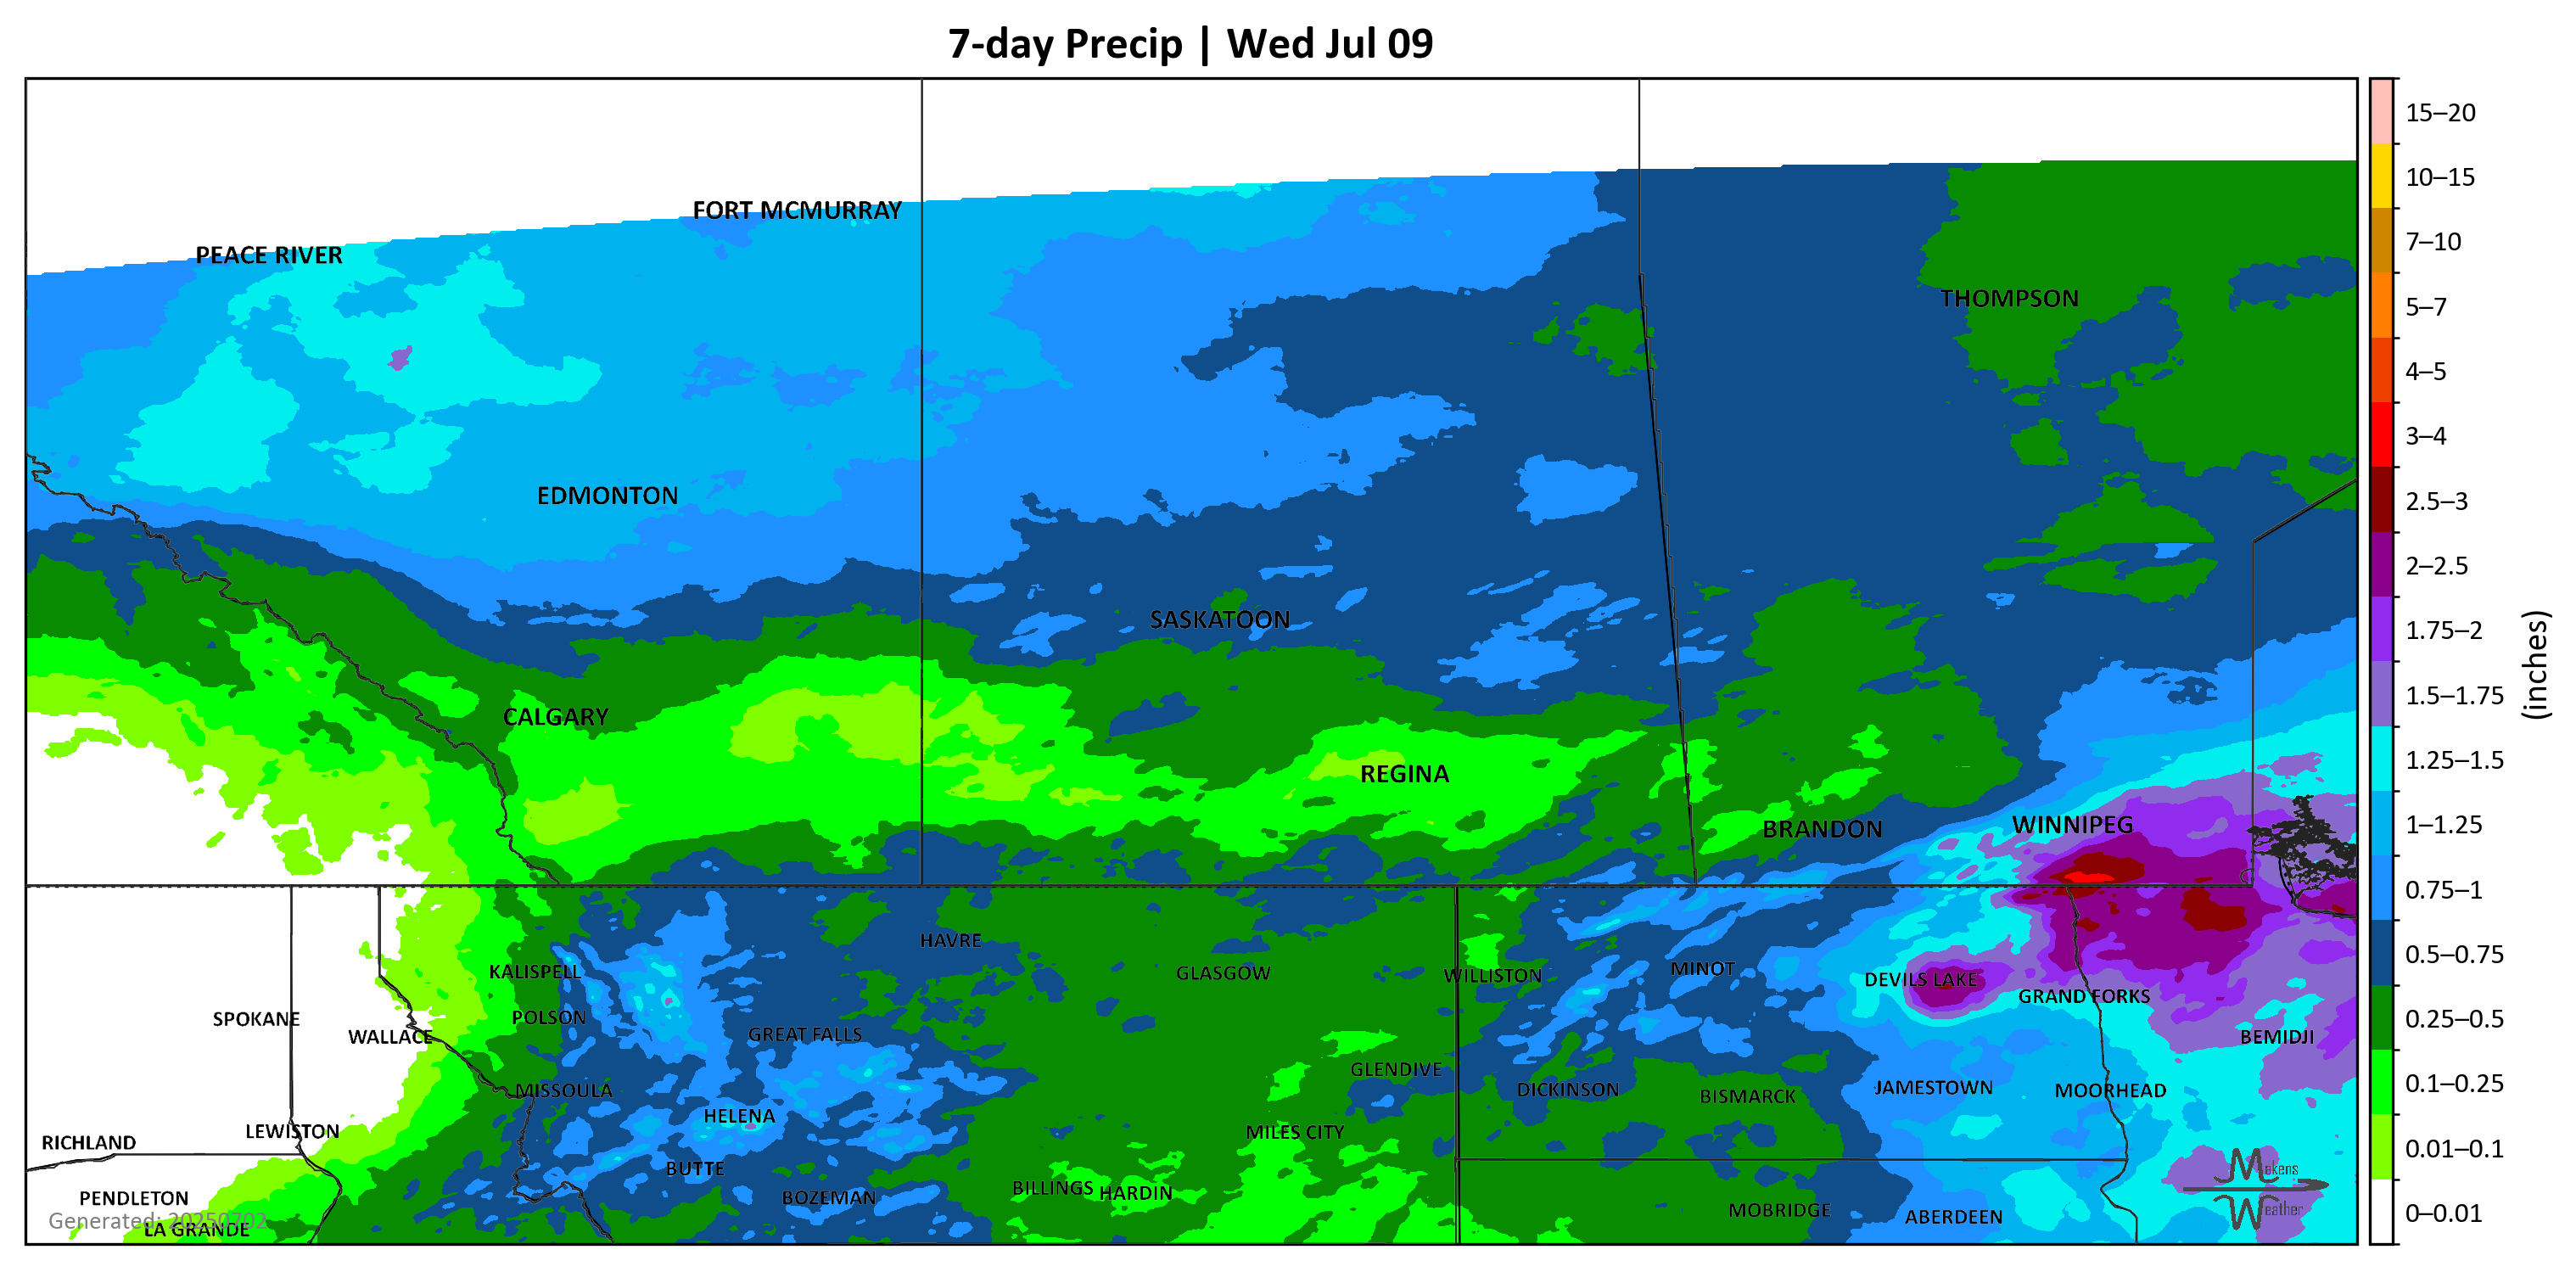 7-day Precip | Wed Jul 09
FORT MCMURRAY
PEACE RIVER
THOMPSON
EDMONTON
SASKATOON
CALGARY
REGINA
BRANDON
WINNIPEG
HAVRE
KALISPELL
GLASGOW
WILLISTON
MINOT
DEVILS LAKE
GRAND FORKS
SPOKANE
POLSON
WALLACE
GREAT FALLS
BEMIDJI
GLENDIVE
MISSOULA
DICKINSON
BISMARCK
JAMESTOWN
MOORHEAD
HELENA
RICHLAND
LEWISTON
MILES CITY
BUTTE
PENDLETON
BOZEMAN
BILLINGS
HARDIN
MOBRIDGE
ABERDEEN
Generated: 20250702
LA GRANDE
Makens
Weather
15–20
10–15
7–10
5–7
4–5
3–4
2.5–3
2–2.5
1.75–2
1.5–1.75
1.25–1.5
1–1.25
0.75–1
0.5–0.75
0.25–0.5
0.1–0.25
0.01–0.1
0–0.01
(inches)